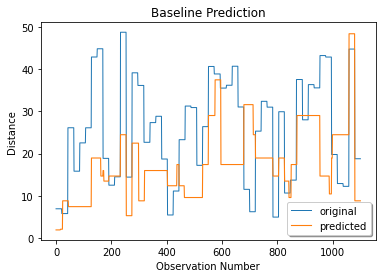 Baseline Prediction
50
40
30
20
10
0
Distance
0 200 400 600 800 1000
Observation Number
original
predicted